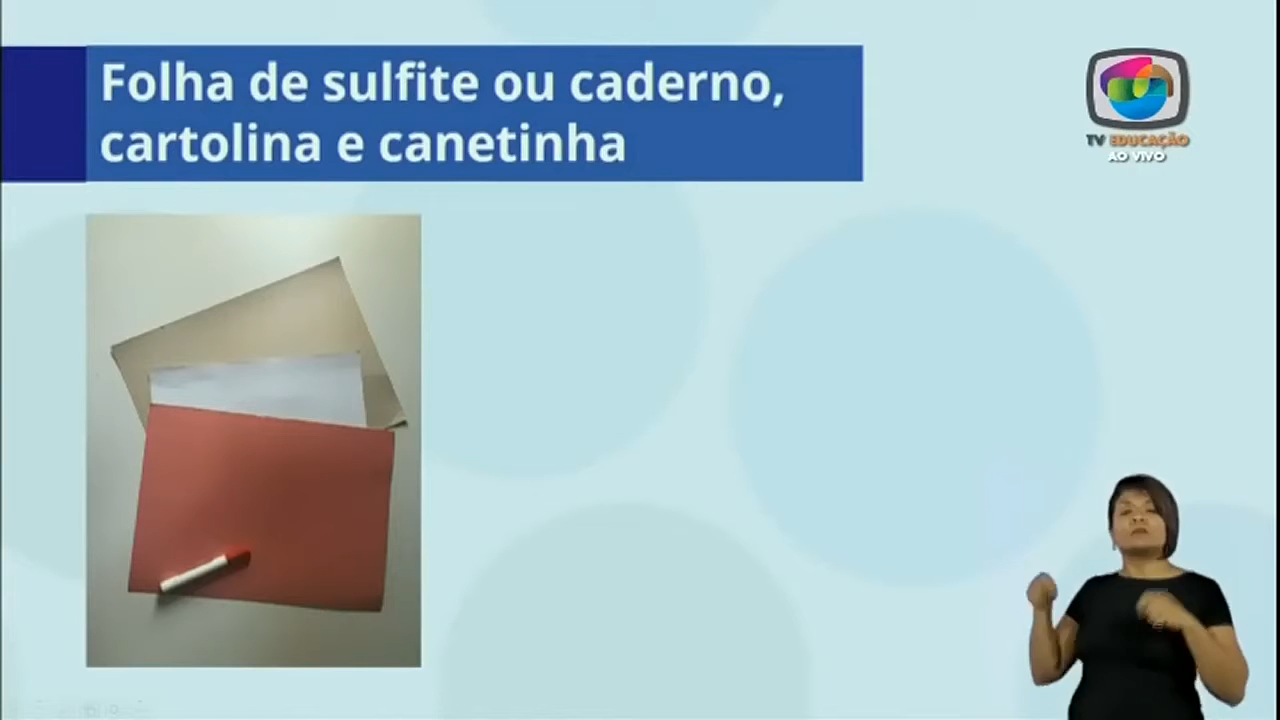 Folha de sulfite ou caderno,
cartolina e canetinha
TV EDUCAÇÃO
AO VIVO